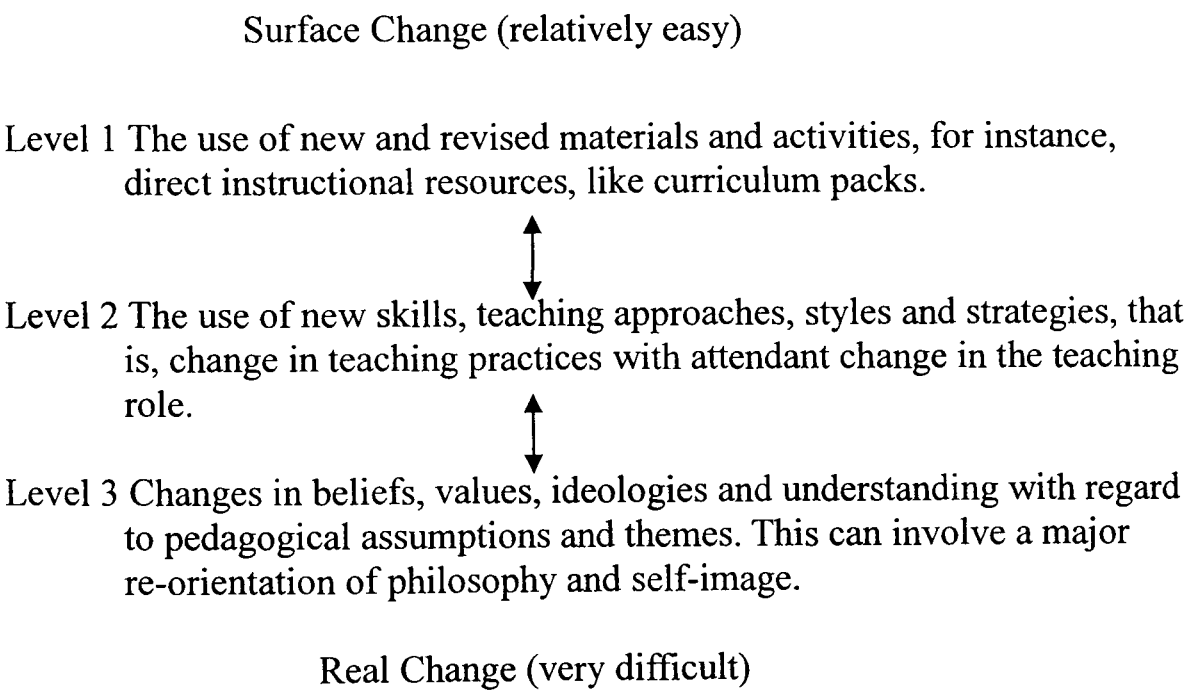 Surface Change (relatively easy)
Level 1 The use of new and revised materials and activities, for instance,
direct instructional resources, like curriculum packs.
Level 2 The use of new skills, teaching approaches, styles and strategies, that
is, change in teaching practices with attendant change in the teaching
role.
Level 3 Changes in beliefs, values, ideologies and understanding with regard
to pedagogical assumptions and themes. This can involve a major
re-orientation of philosophy and self-image.
Real Change (very difficult)